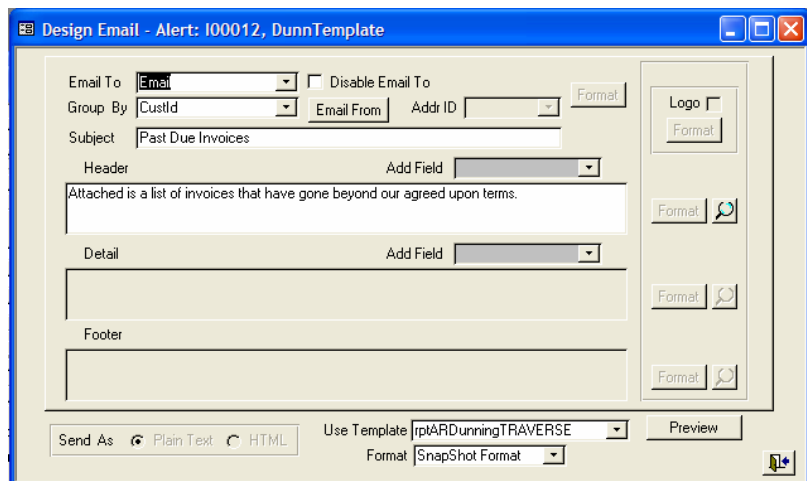 Design Email - Alert: I00012, DunnTemplate
Email To Email Disable Email To
Group By CustId Email From Addr ID Format
Logo
Format
Subject Past Due Invoices
Header Add Field
Attached is a list of invoices that have gone beyond our agreed upon terms.
Format
Detail Add Field
Format
Footer
Format
Send As Plain Text HTML
Use Template rptARDunningTRAVERSE Preview
Format SnapShot Format